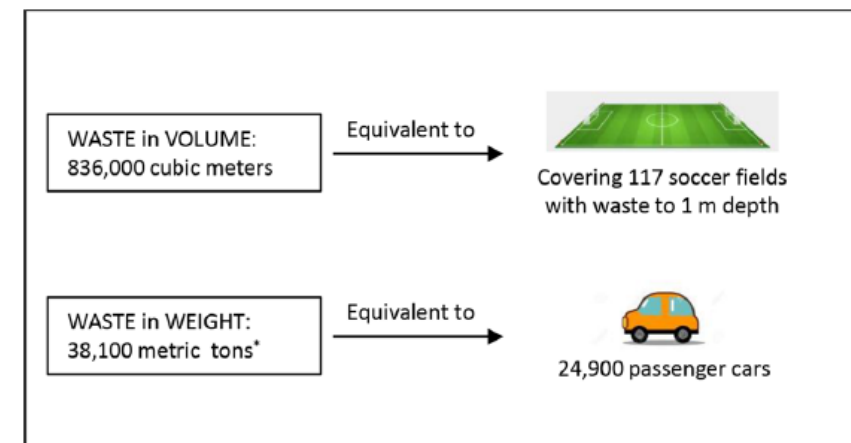 WASTE in VOLUME:
836,000 cubic meters
Equivalent to
Covering 117 soccer fields
with waste to 1 m depth
WASTE in WEIGHT:
38,100 metric tons*
Equivalent to
24,900 passenger cars